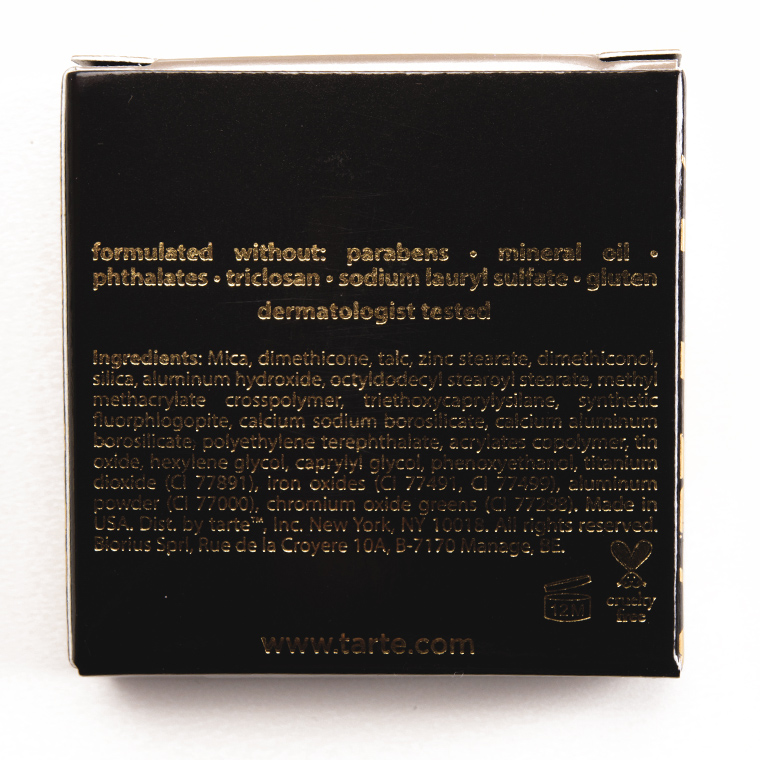 formulated without: parabens • mineral oil •
phthalates • triclosan • sodium lauryl sulfate • gluten
dermatologist tested
Ingredients: Mica, dimethicone, talc, zinc stearate, dimethiconol,
silica, aluminum hydroxide, octyldodecyl stearoyl stearate, methyl
methacrylate crosspolymer, triethoxycaprylylsilane, synthetic
fluorphlogopite, calcium sodium borosilicate, calcium aluminum
borosilicate, polyethylene terephthalate, acrylates copolymer, tin
oxide, hexylene glycol, caprylyl glycol, phenoxyethanol, titanium
dioxide (CI 77891), iron oxides (CI 77491, CI 77499), aluminum
powder (CI 77000), chromium oxide greens (CI 77288). Made in
USA. Dist. by tarte™, Inc. New York, NY 10018. All rights reserved.
Biorius Sprl, Rue de la Croyere 10A, B-7170 Manage, BE.
12M
cruelty
free
www.tarte.com